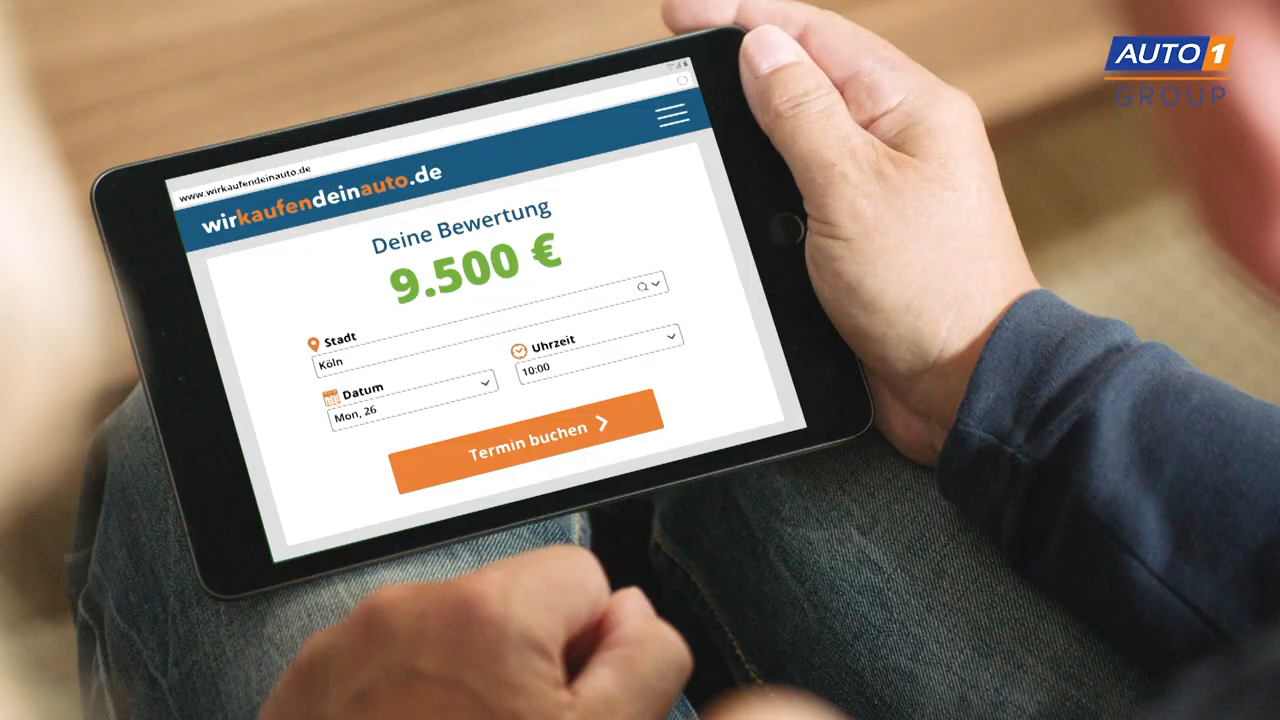 AUTO1
GROUP
www.wirkaufendeinauto.de
wirkaufendeinauto.de
Deine Bewertung
9.500 €
Stadt
Köln
Datum
Mon, 26
Uhrzeit
10:00
Termin buchen